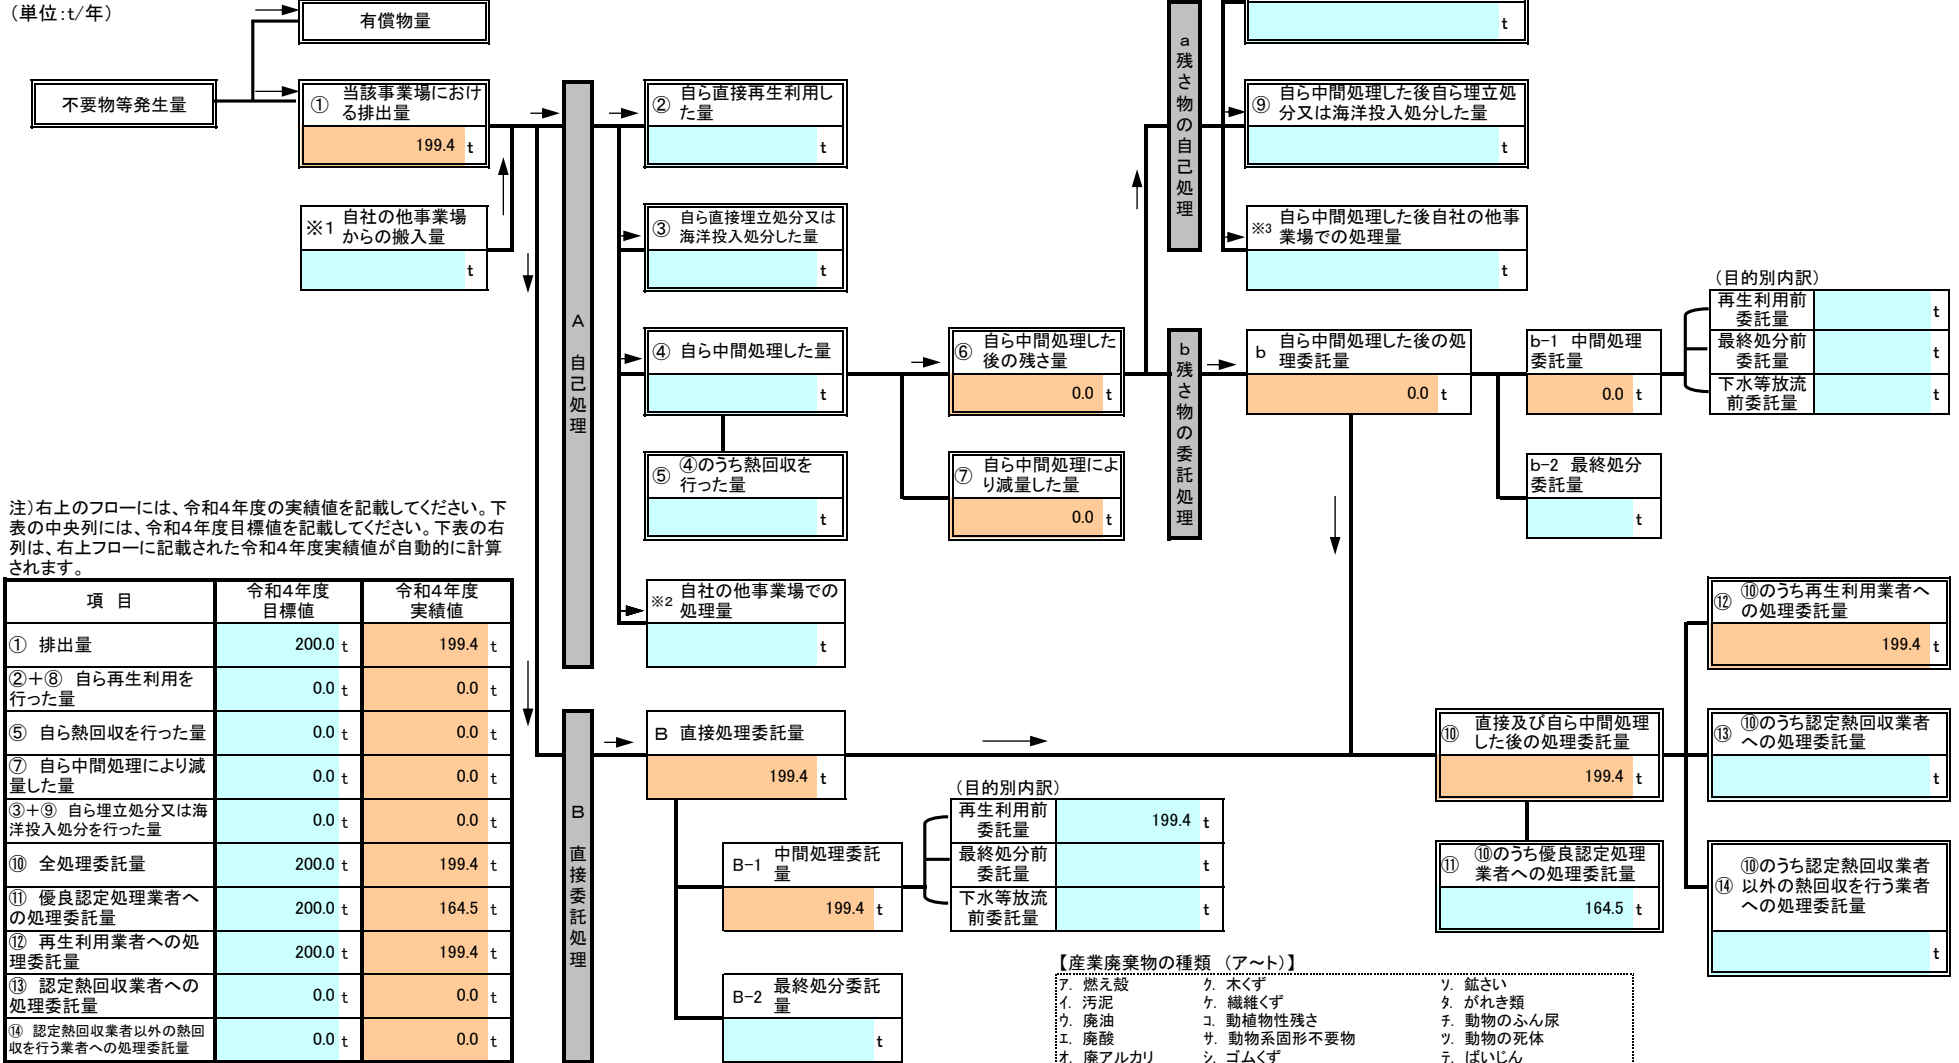 （単位：t/年）
有償物量
不要物等発生量
① 当該事業場におけ
る排出量
199.4 t
※1 自社の他事業場
からの搬入量
t
A 自己処理
② 自ら直接再生利用し
た量
t
③ 自ら直接埋立処分又は
海洋投入処分した量
t
④ 自ら中間処理した量
t
⑤ ④のうち熱回収を
行った量
t
※2 自社の他事業場での
処理量
t
⑥ 自ら中間処理した
後の残さ量
0.0 t
⑦ 自ら中間処理によ
り減量した量
0.0 t
a 残さ物の自己処理
t
⑨ 自ら中間処理した後自ら埋立処
分又は海洋投入処分した量
t
※3 自ら中間処理した後自社の他事
業場での処理量
t
b 残さ物の委託処理
b 自ら中間処理した後の処
理委託量
0.0 t
b-1 中間処理
委託量
0.0 t
b-2 最終処分
委託量
t
（目的別内訳）
再生利用前
委託量
t
最終処分前
委託量
t
下水等放流
前委託量
t
注）右上のフローには、令和４年度の実績値を記載してください。下
表の中央列には、令和４年度目標値を記載してください。下表の右
列は、右上フローに記載された令和４年度実績値が自動的に計算
されます。
項 目
令和４年度
目標値
令和４年度
実績値
① 排出量 200.0 t 199.4 t
②＋⑧ 自ら再生利用を
行った量
0.0 t 0.0 t
⑤ 自ら熱回収を行った量 0.0 t 0.0 t
⑦ 自ら中間処理により減
量した量
0.0 t 0.0 t
③＋⑨ 自ら埋立処分又は海
洋投入処分を行った量
0.0 t 0.0 t
⑩ 全処理委託量 200.0 t 199.4 t
⑪ 優良認定処理業者へ
の処理委託量
200.0 t 164.5 t
⑫ 再生利用業者への処
理委託量
200.0 t 199.4 t
⑬ 認定熱回収業者への
処理委託量
0.0 t 0.0 t
⑭ 認定熱回収業者以外の熱回
収を行う業者への処理委託量
0.0 t 0.0 t
B 直接委託処理
B 直接処理委託量
199.4 t
B-1 中間処理委託
量
199.4 t
B-2 最終処分委託
量
t
（目的別内訳）
再生利用前
委託量
199.4 t
最終処分前
委託量
t
下水等放流
前委託量
t
⑩ 直接及び自ら中間処理
した後の処理委託量
199.4 t
⑪ ⑩のうち優良認定処理
業者への処理委託量
164.5 t
⑫ ⑩のうち再生利用業者へ
の処理委託量
199.4 t
⑬ ⑩のうち認定熱回収業者
への処理委託量
t
⑭ ⑩のうち認定熱回収業者
以外の熱回収を行う業者
への処理委託量
t
【産業廃棄物の種類 （ア～ト）】
ア. 燃え殻 ク. 木くず ソ. 鉱さい
イ. 汚泥 ケ. 繊維くず タ. がれき類
ウ. 廃油 コ. 動植物性残さ チ. 動物のふん尿
エ. 廃酸 サ. 動物系固形不要物 ツ. 動物の死体
オ. 廃アルカリ シ. ゴムくず テ. ばいじん